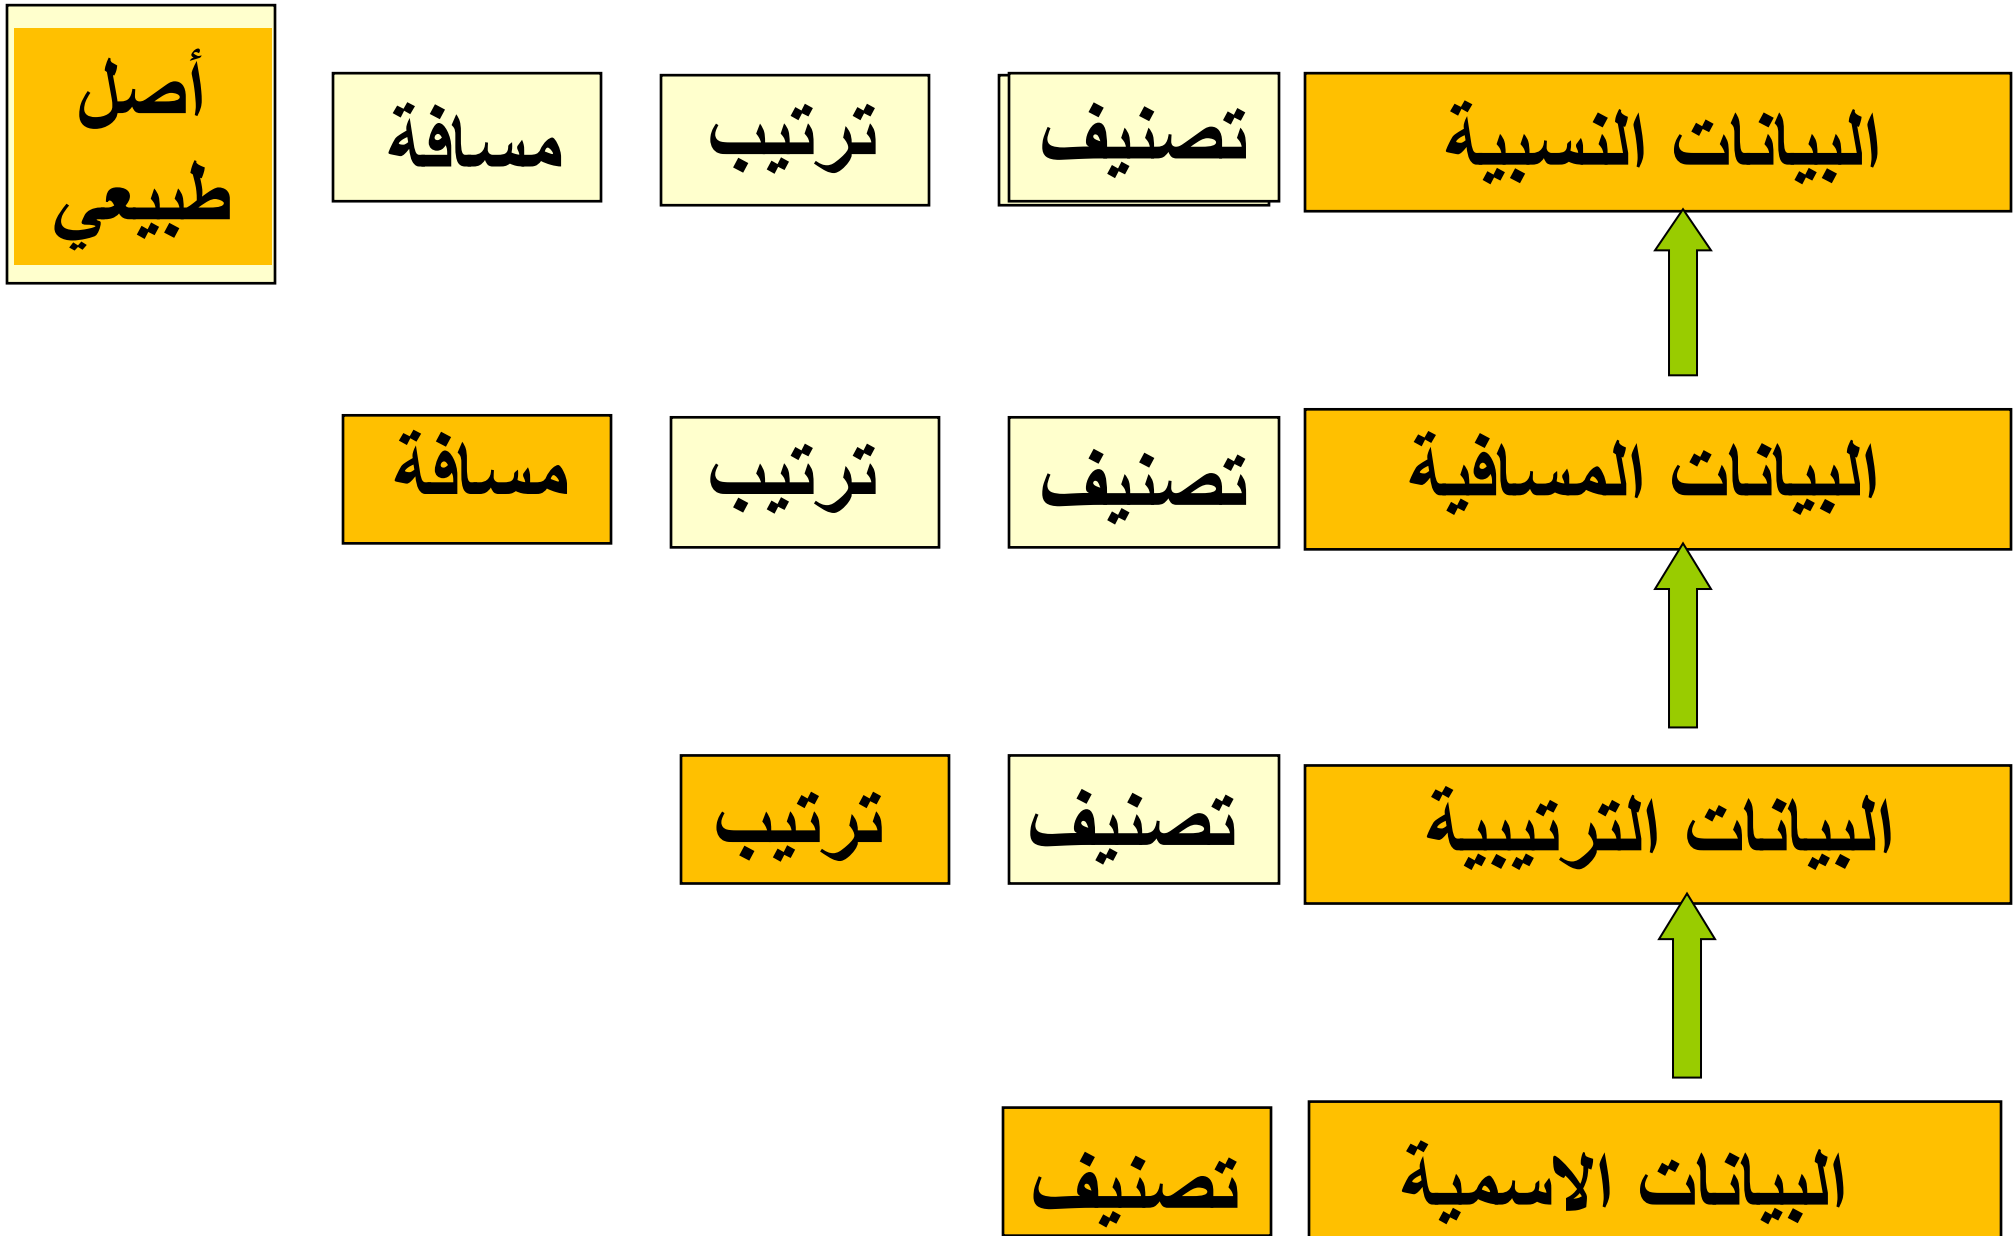 البيانات النسبية
تصنيف
ترتيب
مسافة
أصل
طبيعي
البيانات المسافية
تصنيف
ترتيب
مسافة
البيانات الترتيبية
تصنيف
ترتيب
البيانات الاسمية
تصنيف